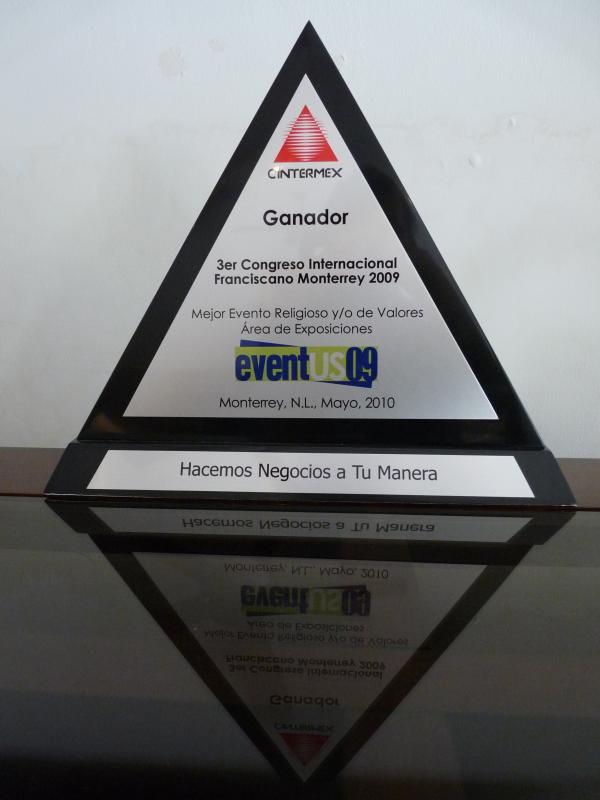 CINTERMEX
Ganador
3er Congreso Internacional
Franciscano Monterrey 2009
Mejor Evento Religioso y/o de Valores
Área de Exposiciones
eventUS09
Monterrey, N.L., Mayo, 2010
Hacemos Negocios a Tu Manera